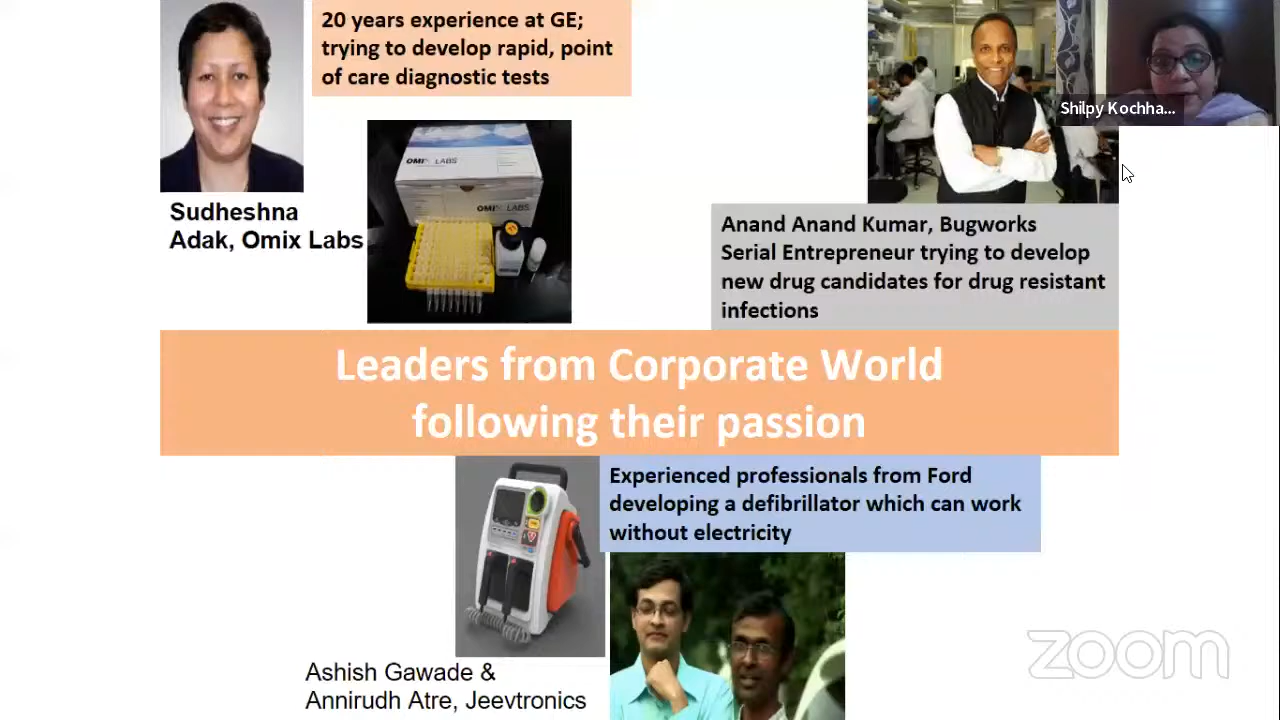 20 years experience at GE;
trying to develop rapid, point
of care diagnostic tests
Shilpy Kochha...
OMIX LABS
OMIX LABS
Sudheshna
Adak, Omix Labs
Anand Anand Kumar, Bugworks
Serial Entrepreneur trying to develop
new drug candidates for drug resistant
infections
Leaders from Corporate World
following their passion
Experienced professionals from Ford
developing a defibrillator which can work
without electricity
Ashish Gawade &
Annirudh Atre, Jeevtronics
zoom